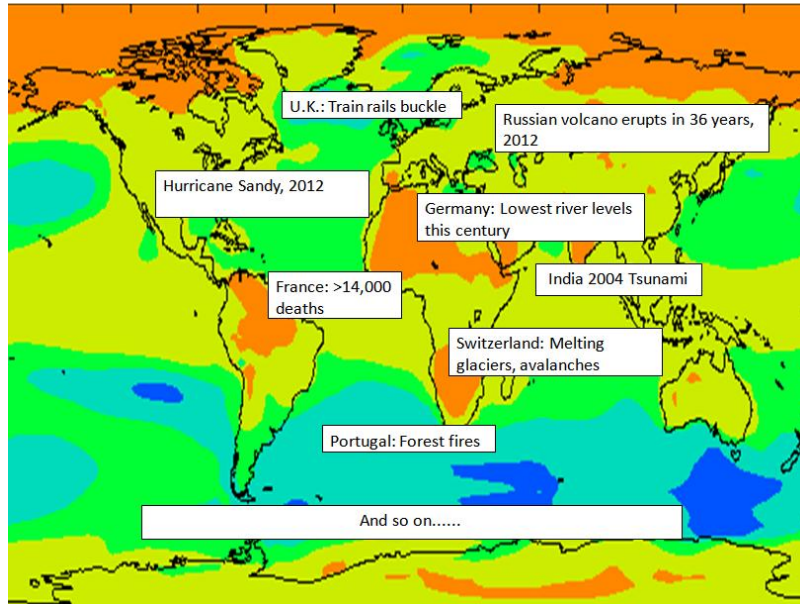 U.K.: Train rails buckle
Russian volcano erupts in 36 years,
2012
Hurricane Sandy, 2012
Germany: Lowest river levels
this century
France: >14,000
deaths
India 2004 Tsunami
Switzerland: Melting
glaciers, avalanches
Portugal: Forest fires
And so on......